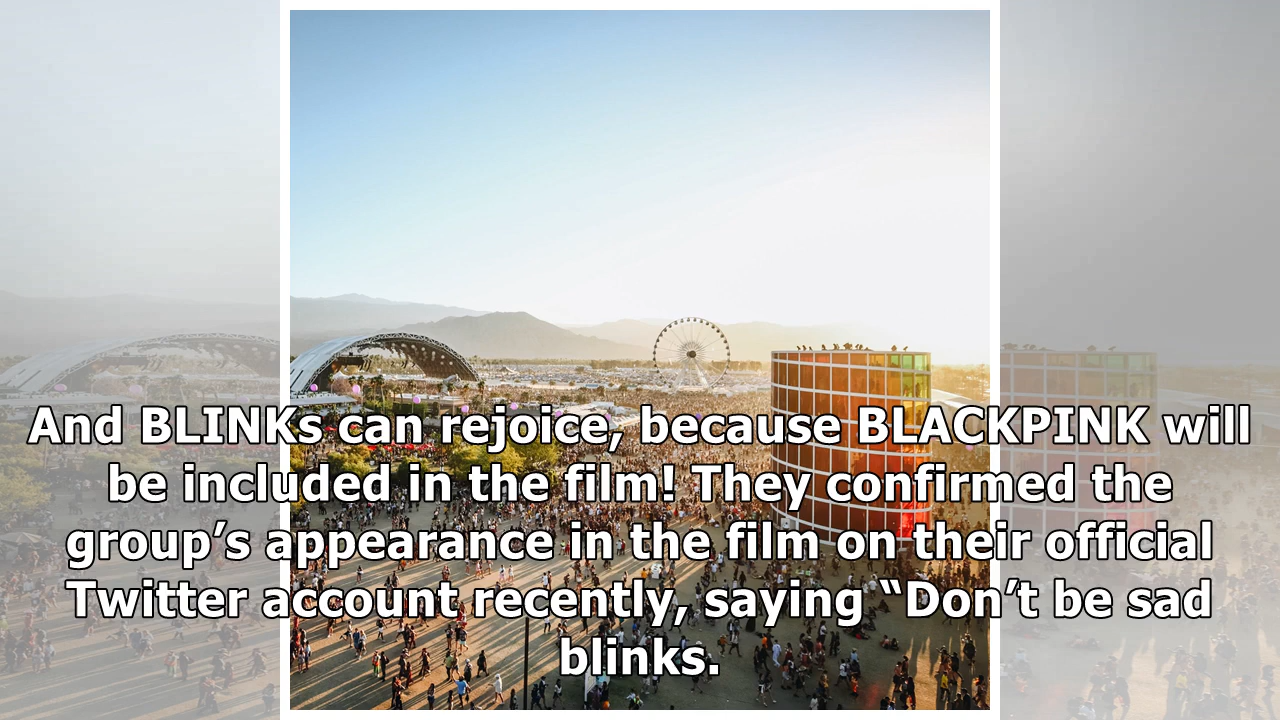 And BLINKs can rejoice, because BLACKPINK will
be included in the film! They confirmed the
group’s appearance in the film on their official
Twitter account recently, saying “Don’t be sad
blinks.